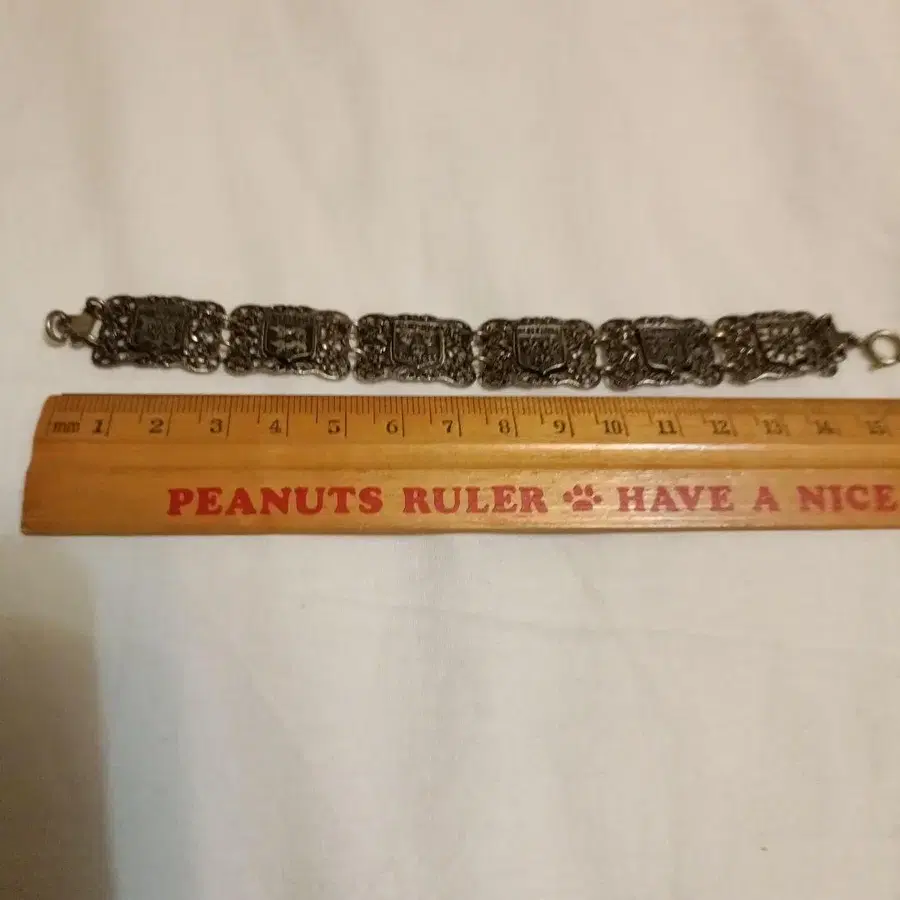 mm 1 2 3 4 5 6 7 8 9 10 11 12 13 14 15
PEANUTS RULER HAVE A NICE